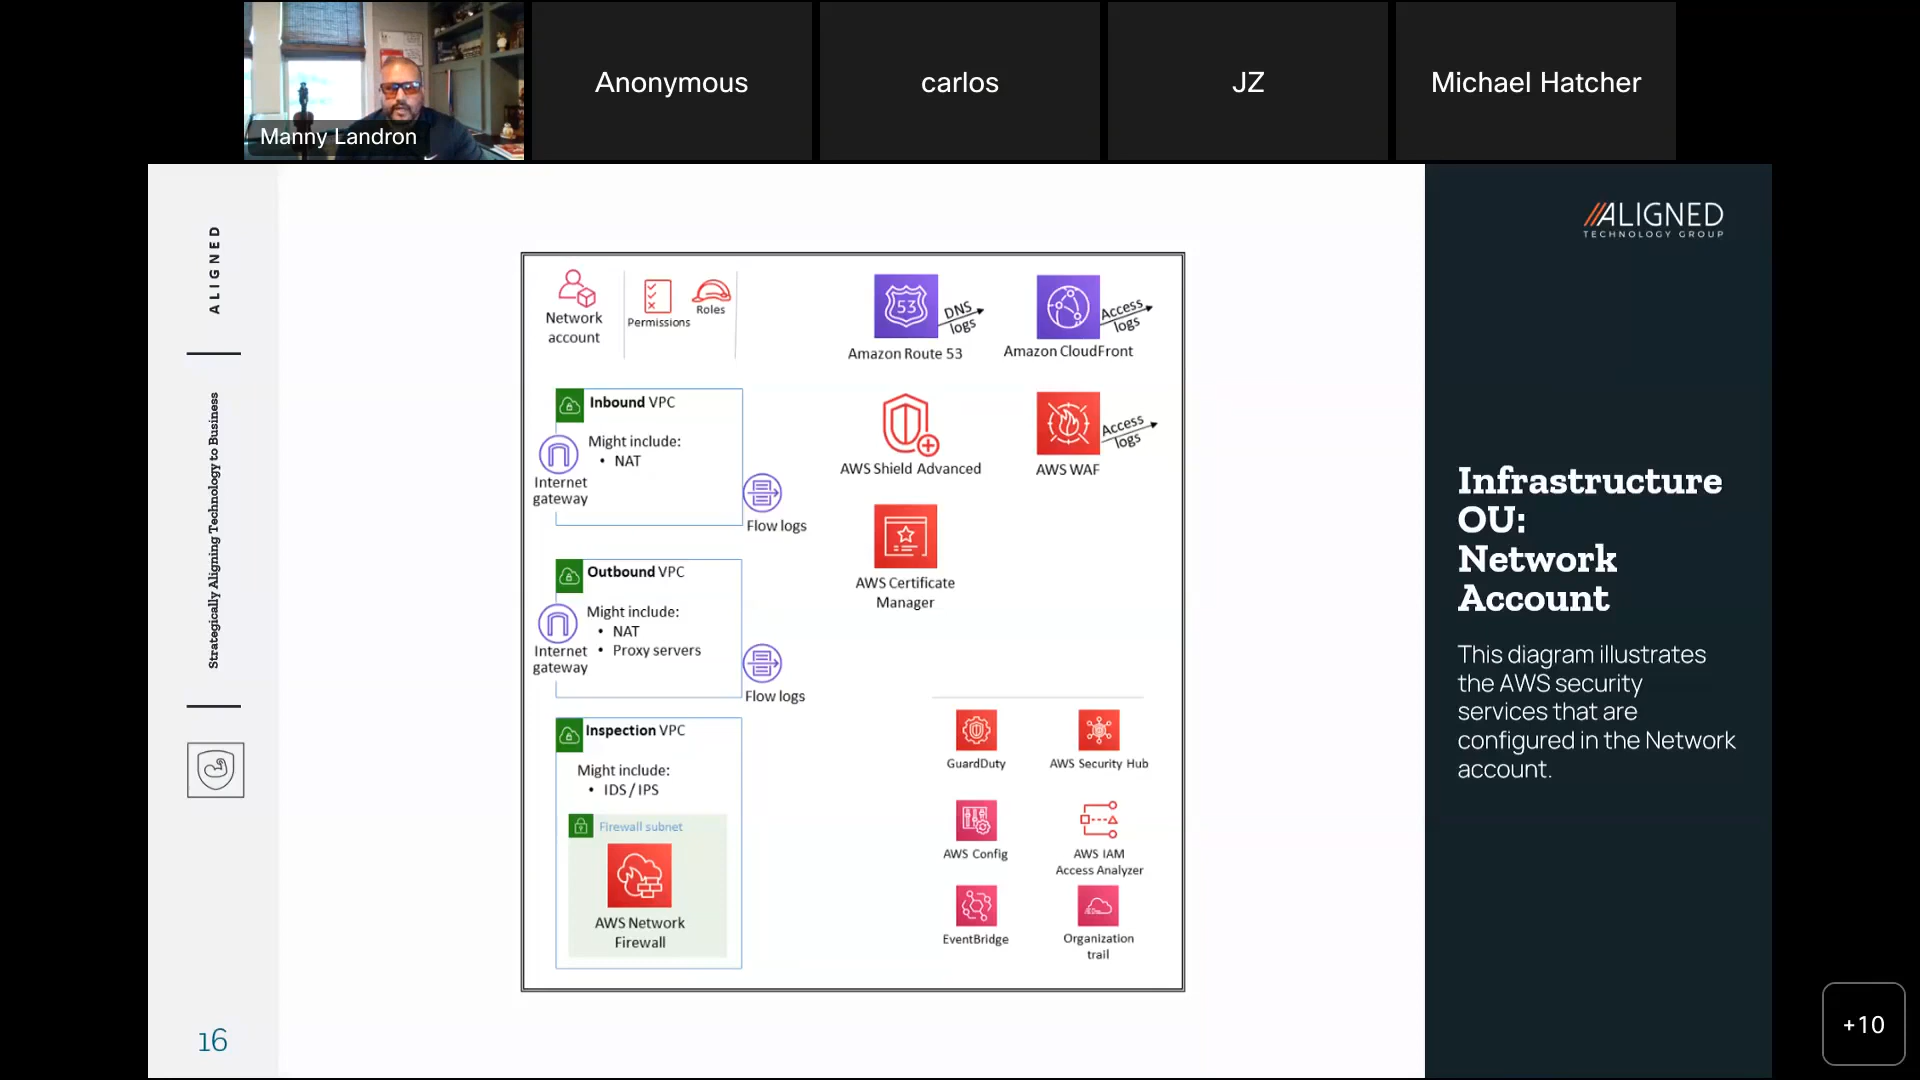 Manny Landron
Anonymous
carlos
JZ
Michael Hatcher
ALIGNED
Strategically Aligning Technology to Business
16
Network
account
Permissions
Roles
53
DNS
logs
Amazon Route 53
Access
logs
Amazon CloudFront
Inbound VPC
Might include:
• NAT
Internet
gateway
Flow logs
AWS Shield Advanced
Access
logs
AWS WAF
AWS Certificate
Manager
Outbound VPC
Might include:
• NAT
• Proxy servers
Internet
gateway
Flow logs
Inspection VPC
Might include:
• IDS / IPS
Firewall subnet
AWS Network
Firewall
GuardDuty
AWS Security Hub
AWS Config
AWS IAM
Access Analyzer
EventBridge
Organization
trail
ALIGNED
TECHNOLOGY GROUP
Infrastructure
OU:
Network
Account
This diagram illustrates
the AWS security
services that are
configured in the Network
account.
+10